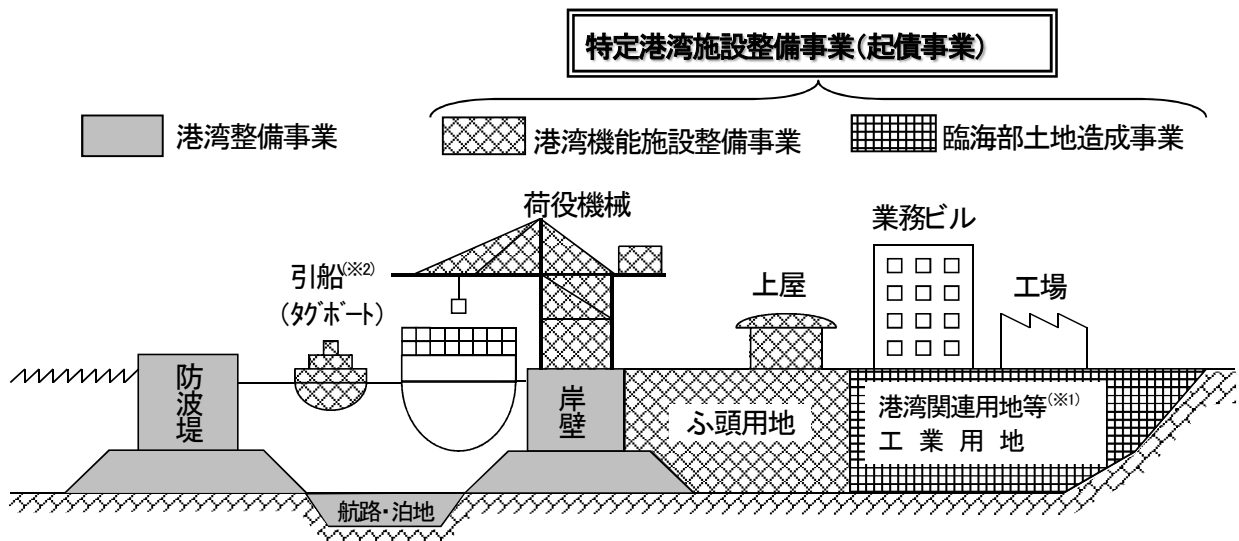 特定港湾施設整備事業(起債事業)
港湾整備事業
港湾機能施設整備事業
臨海部土地造成事業
荷役機械
業務ビル
引船(※2)
(タグボート)
上屋
工場
防波堤
岸壁
ふ頭用地
港湾関連用地等(※1)
工業用地
航路・泊地